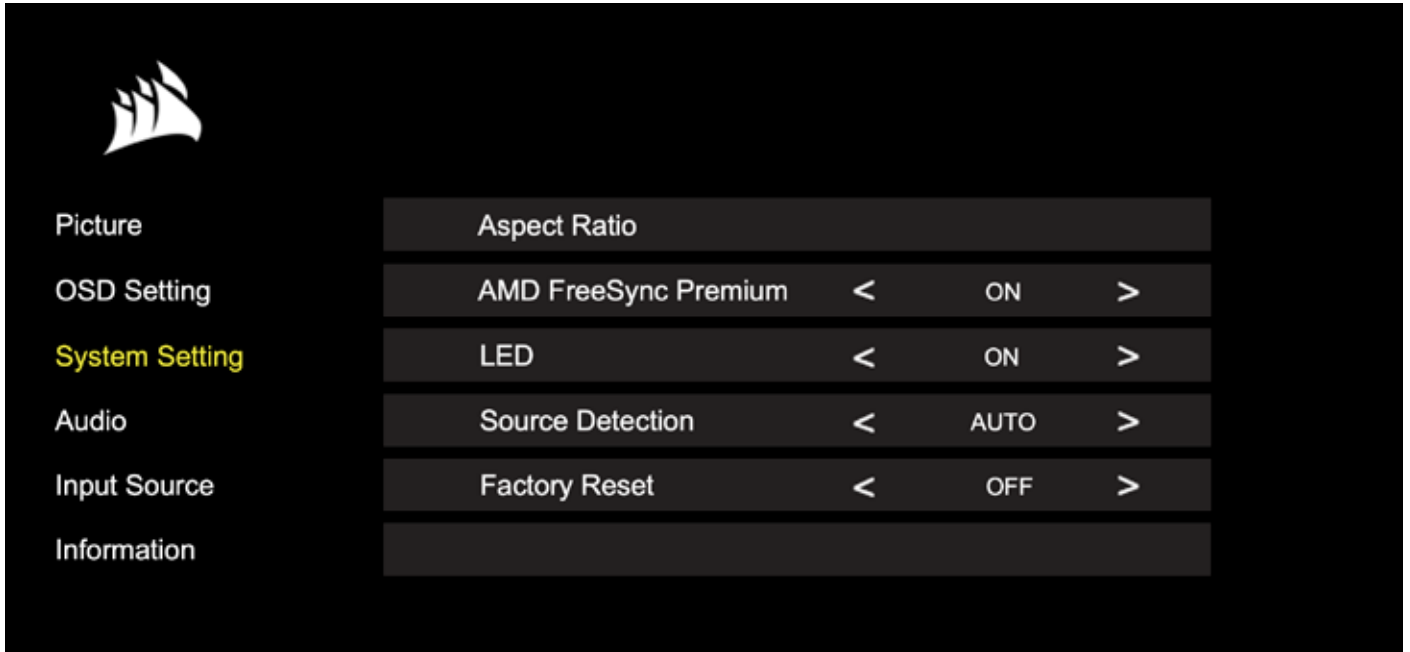 Picture
Aspect Ratio
OSD Setting
AMD FreeSync Premium < ON >
System Setting
LED < ON >
Audio
Source Detection < AUTO >
Input Source
Factory Reset < OFF >
Information